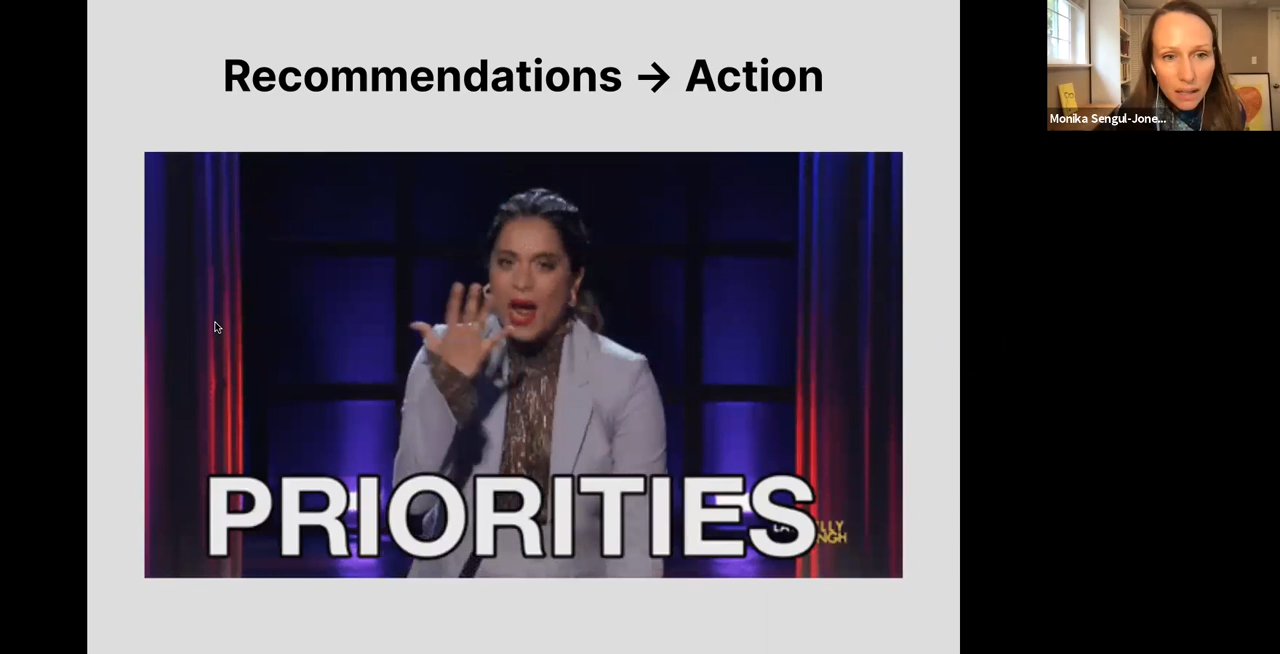 Recommendations → Action
Monika Sengul-Jone...
PRIORITIES